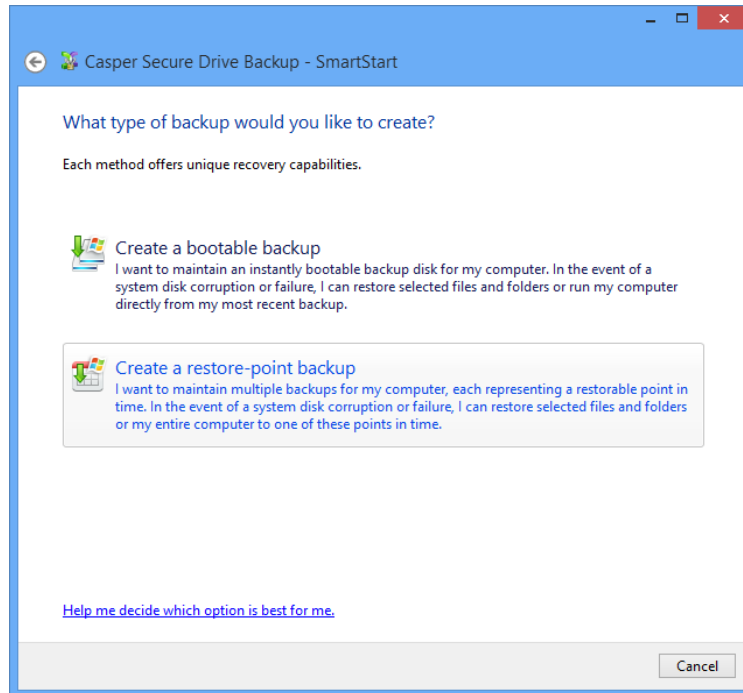 Casper Secure Drive Backup - SmartStart
What type of backup would you like to create?
Each method offers unique recovery capabilities.
Create a bootable backup
I want to maintain an instantly bootable backup disk for my computer. In the event of a
system disk corruption or failure, I can restore selected files and folders or run my computer
directly from my most recent backup.
Create a restore-point backup
I want to maintain multiple backups for my computer, each representing a restorable point in
time. In the event of a system disk corruption or failure, I can restore selected files and folders
or my entire computer to one of these points in time.
Help me decide which option is best for me.
Cancel